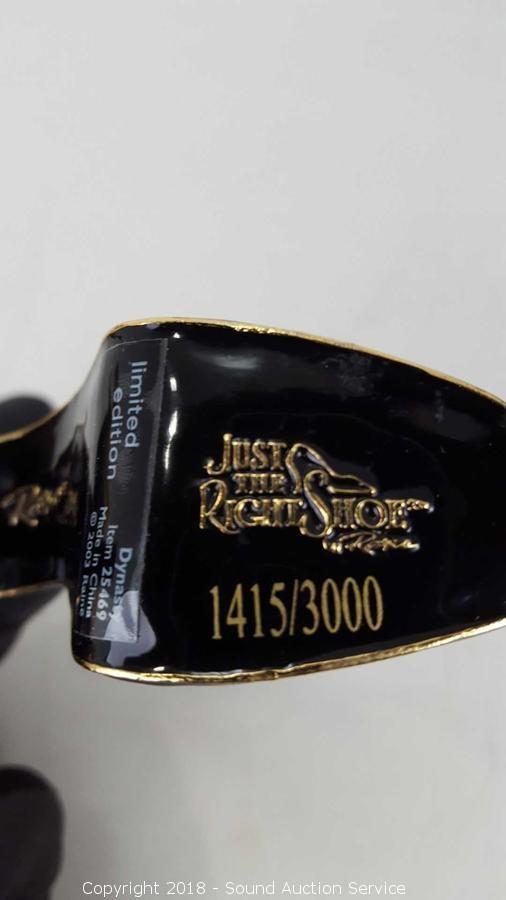 JUST
THE
RIGHT SHOE
by Raine
1415/3000
limited
edition
Dynasty
Item 25469
Made in China
© 2003 Raine
Copyright 2018 - Sound Auction Service